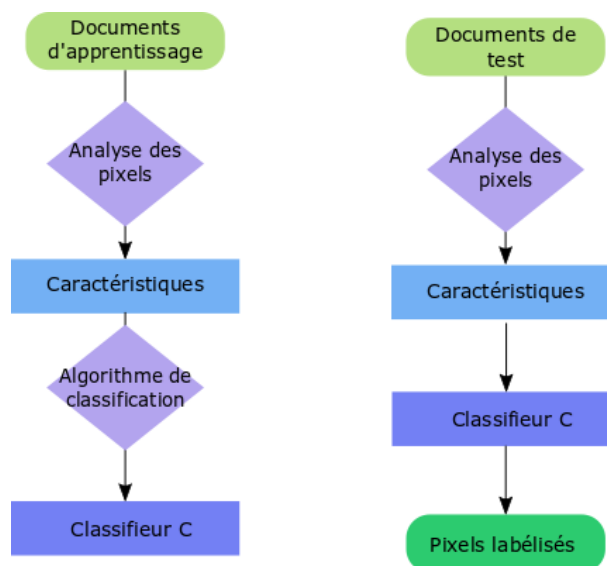 Documents
d'apprentissage
Analyse des
pixels
Caractéristiques
Algorithme de
classification
Classifieur C
Documents de
test
Analyse des
pixels
Caractéristiques
Classifieur C
Pixels labélisés